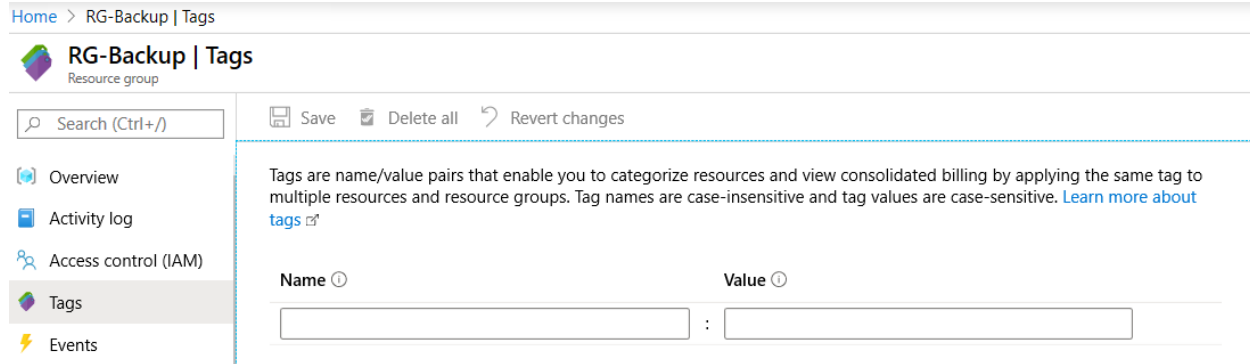 Home > RG-Backup | Tags
RG-Backup | Tags
Resource group
Search (Ctrl+/)
Overview
Activity log
Access control (IAM)
Tags
Events
Save Delete all Revert changes
Tags are name/value pairs that enable you to categorize resources and view consolidated billing by applying the same tag to
multiple resources and resource groups. Tag names are case-insensitive and tag values are case-sensitive. Learn more about
tags
Name Value
: